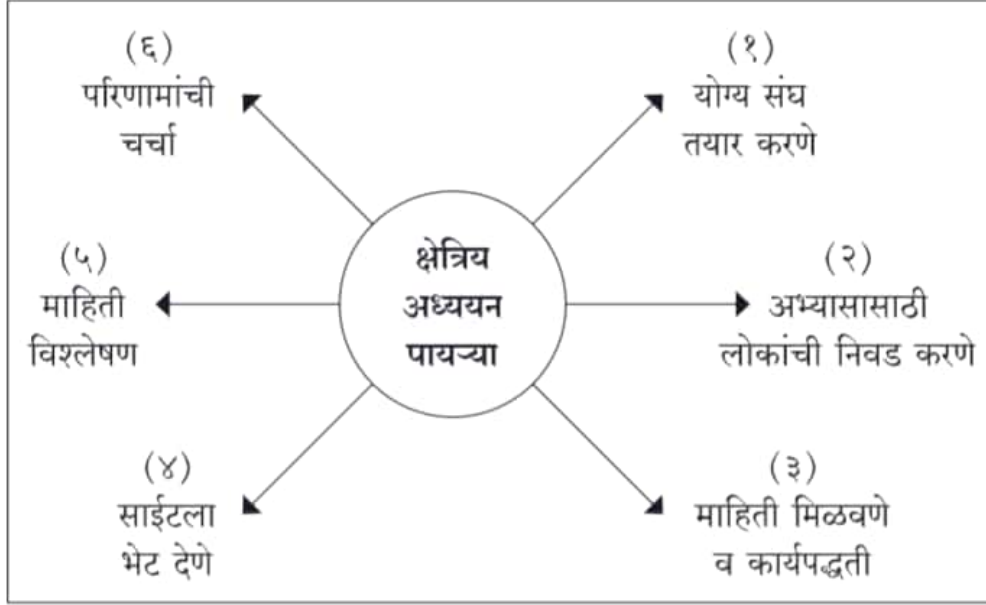 (६)
परिणामांची
चर्चा
(१)
योग्य संघ
तयार करणे
(५)
माहिती
विश्लेषण
क्षेत्रिय
अध्ययन
पायऱ्या
(२)
अभ्यासासाठी
लोकांची निवड करणे
(४)
साईटला
भेट देणे
(३)
माहिती मिळवणे
व कार्यपद्धती